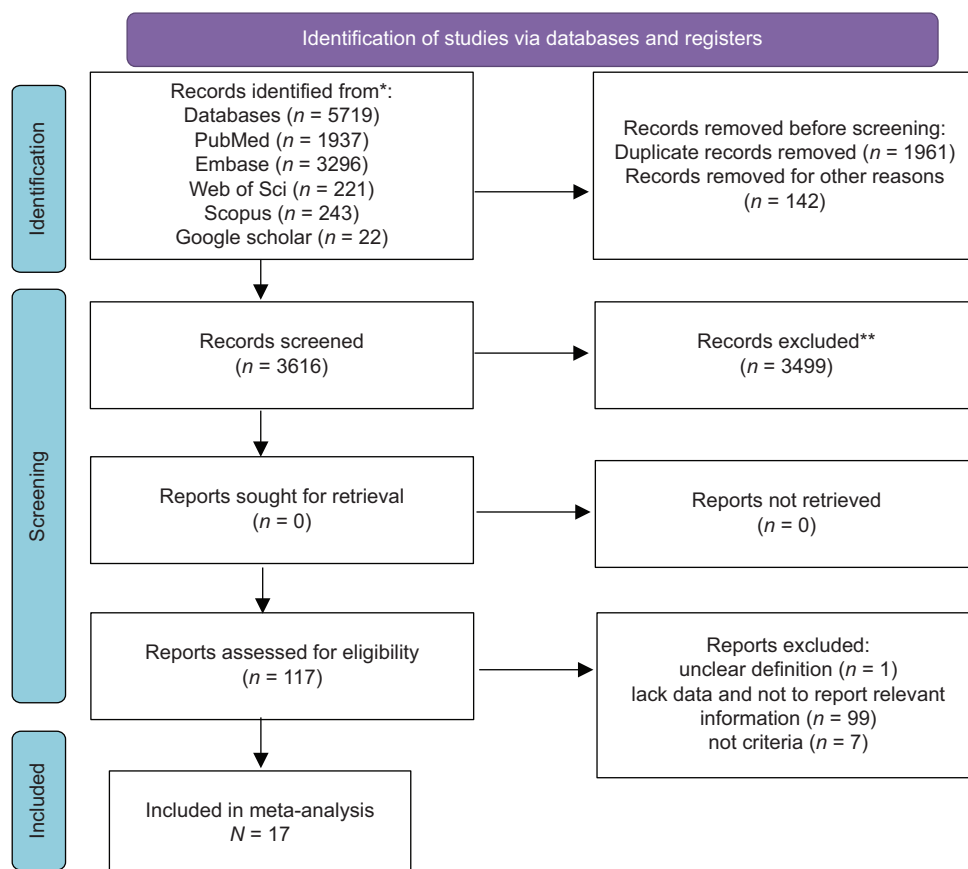 Identification of studies via databases and registers
Identification
Records identified from*:
Databases (n = 5719)
PubMed (n = 1937)
Embase (n = 3296)
Web of Sci (n = 221)
Scopus (n = 243)
Google scholar (n = 22)
Records removed before screening:
Duplicate records removed (n = 1961)
Records removed for other reasons
(n = 142)
Screening
Records screened
(n = 3616)
Records excluded**
(n = 3499)
Reports sought for retrieval
(n = 0)
Reports not retrieved
(n = 0)
Reports assessed for eligibility
(n = 117)
Reports excluded:
unclear definition (n = 1)
lack data and not to report relevant
information (n = 99)
not criteria (n = 7)
Included
Included in meta-analysis
N = 17